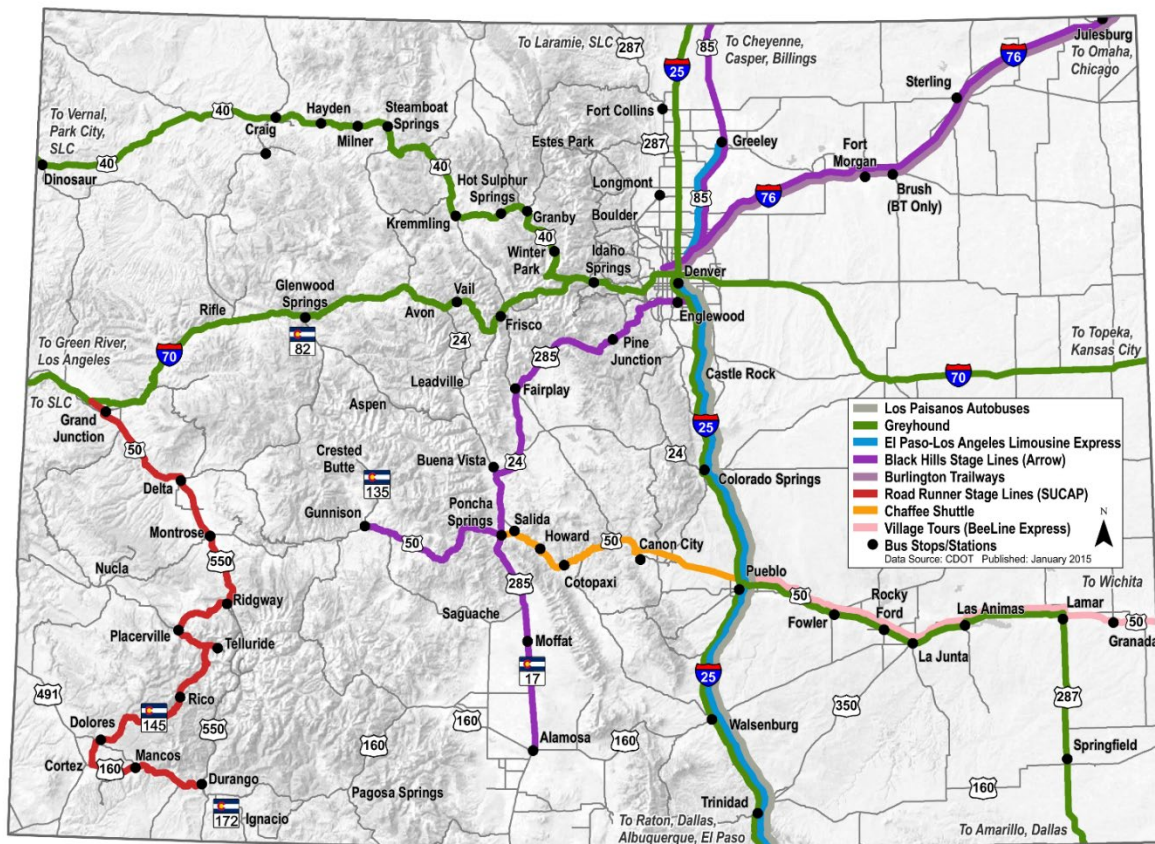 To Laramie, SLC
287
85
To Cheyenne,
Casper, Billings
25
76
Julesburg
To Omaha,
Chicago
Sterling
To Vernal,
Park City,
SLC
40
Craig
Hayden
Milner
Steamboat
Springs
Fort Collins
Estes Park
287
Greeley
40
Dinosaur
40
Fort
Morgan
Brush
(BT Only)
Hot Sulphur
Springs
Longmont
85
76
Kremmling
Granby
Boulder
40
Winter
Park
Idaho
Springs
Denver
Glenwood
Springs
Vail
Rifle
Avon
Frisco
Englewood
82
24
To Green River,
Los Angeles
70
285
Pine
Junction
To Topeka,
Kansas City
70
Castle Rock
Leadville
Fairplay
To SLC
Grand
Junction
Aspen
25
50
Crested
Butte
135
Buena Vista
24
24
Colorado Springs
Delta
Gunnison
Poncha
Springs
Salida
Montrose
50
Howard
50
Canon City
550
Cotopaxi
Pueblo
Nucla
285
50
Rocky
Ford
Las Animas
To Wichita
Lamar
50
Granada
Fowler
La Junta
Ridgway
Saguache
Placerville
Telluride
Moffat
17
25
287
491
Rico
350
145
550
160
Walsenburg
Dolores
160
160
Alamosa
Springfield
Cortez
160
Mancos
Durango
160
Pagosa Springs
Trinidad
172
Ignacio
To Raton, Dallas,
Albuquerque, El Paso
To Amarillo, Dallas
Los Paisanos Autobuses
Greyhound
El Paso-Los Angeles Limousine Express
Black Hills Stage Lines (Arrow)
Burlington Trailways
Road Runner Stage Lines (SUCAP)
Chaffee Shuttle
Village Tours (BeeLine Express)
Bus Stops/Stations
N
Data Source: CDOT Published: January 2015